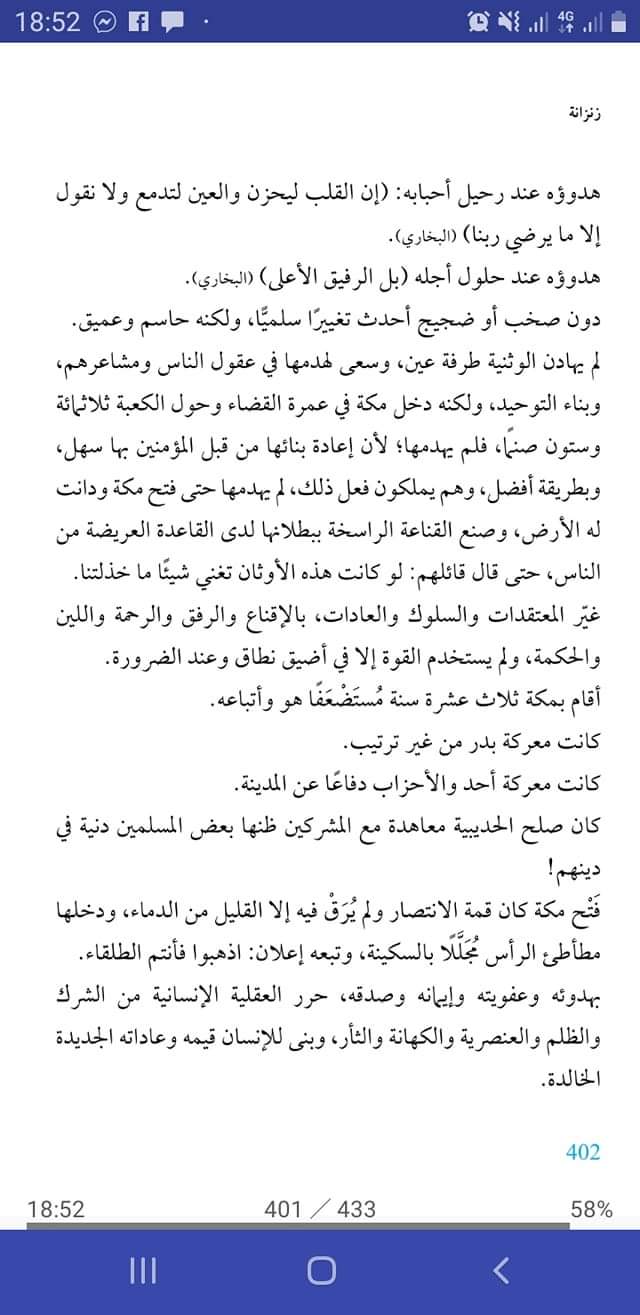 18:52
4G
زنزانة
هدوؤه عند رحيل أحبابه: (إن القلب ليحزن والعين لتدمع ولا نقول
إلا ما يرضي ربنا) (البخاري).
هدوؤه عند حلول أجله (بل الرفيق الأعلى) (البخاري).
دون صخب أو ضجيج أحدث تغييرًا سلميًّا، ولكنه حاسم وعميق.
لم يهادن الوثنية طرفة عين، وسعى لهدمها في عقول الناس ومشاعرهم،
وبناء التوحيد، ولكنه دخل مكة في عمرة القضاء وحول الكعبة ثلاثمائة
وستون صنمًا، فلم يهدمها؛ لأن إعادة بنائها من قبل المؤمنين بها سهل،
وبطريقة أفضل، وهم يملكون فعل ذلك، لم يهدمها حتى فتح مكة ودانت
له الأرض، وصنع القناعة الراسخة ببطلانها لدى القاعدة العريضة من
الناس، حتى قال قائلهم: لو كانت هذه الأوثان تغني شيئًا ما خذلتنا.
غيّر المعتقدات والسلوك والعادات، بالإقناع والرفق والرحمة واللين
والحكمة، ولم يستخدم القوة إلا في أضيق نطاق وعند الضرورة.
أقام بمكة ثلاث عشرة سنة مُستَضْعَفًا هو وأتباعه.
كانت معركة بدر من غير ترتيب.
كانت معركة أحد والأحزاب دفاعًا عن المدينة.
كان صلح الحديبية معاهدة مع المشركين ظنها بعض المسلمين دنية في
دينهم!
فَتْح مكة كان قمة الانتصار ولم يُرَقْ فيه إلا القليل من الدماء، ودخلها
مطأطئ الرأس مُجَلَّلًا بالسكينة، وتبعه إعلان: اذهبوا فأنتم الطلقاء.
بهدوئه وعفويته وإيمانه وصدقه، حرر العقلية الإنسانية من الشرك
والظلم والعنصرية والكهانة والثأر، وبنى للإنسان قيمه وعاداته الجديدة
الخالدة.
402
18:52 401 / 433 58%